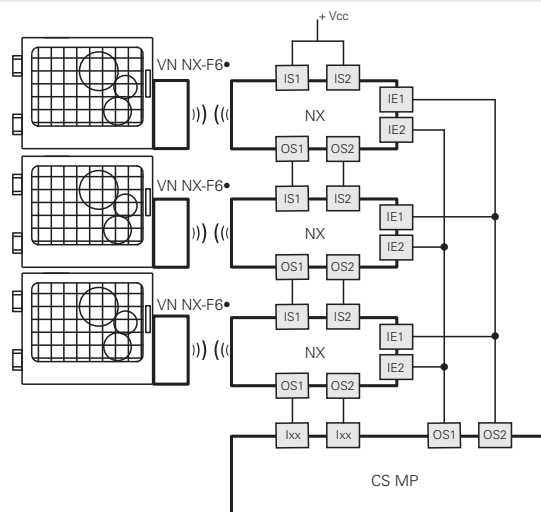 + Vcc
VN NX-F6•
IS1 IS2
IE1
NX
IE2
OS1 OS2
VN NX-F6•
IS1 IS2
IE1
NX
IE2
OS1 OS2
VN NX-F6•
IS1 IS2
IE1
NX
IE2
OS1 OS2
Ixx Ixx OS1 OS2
CS MP